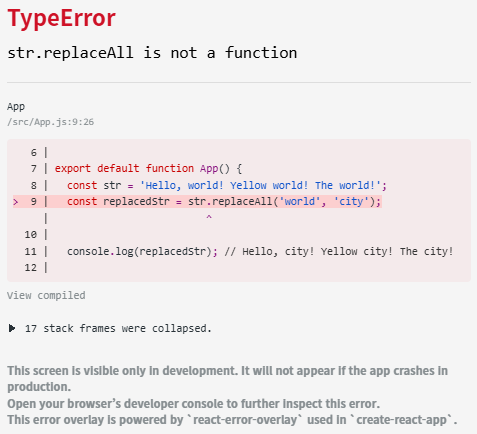 TypeError
str.replaceAll is not a function
App
/src/App.js:9:26
6 |
7 | export default function App() {
8 |   const str = 'Hello, world! Yellow world! The world!';
> 9 |   const replacedStr = str.replaceAll('world', 'city');
|                         ^
10 |
11 |   console.log(replacedStr); // Hello, city! Yellow city! The city!
12 |
View compiled
▶ 17 stack frames were collapsed.
This screen is visible only in development. It will not appear if the app crashes in
production.
Open your browser’s developer console to further inspect this error.
This error overlay is powered by `react-error-overlay` used in `create-react-app`.